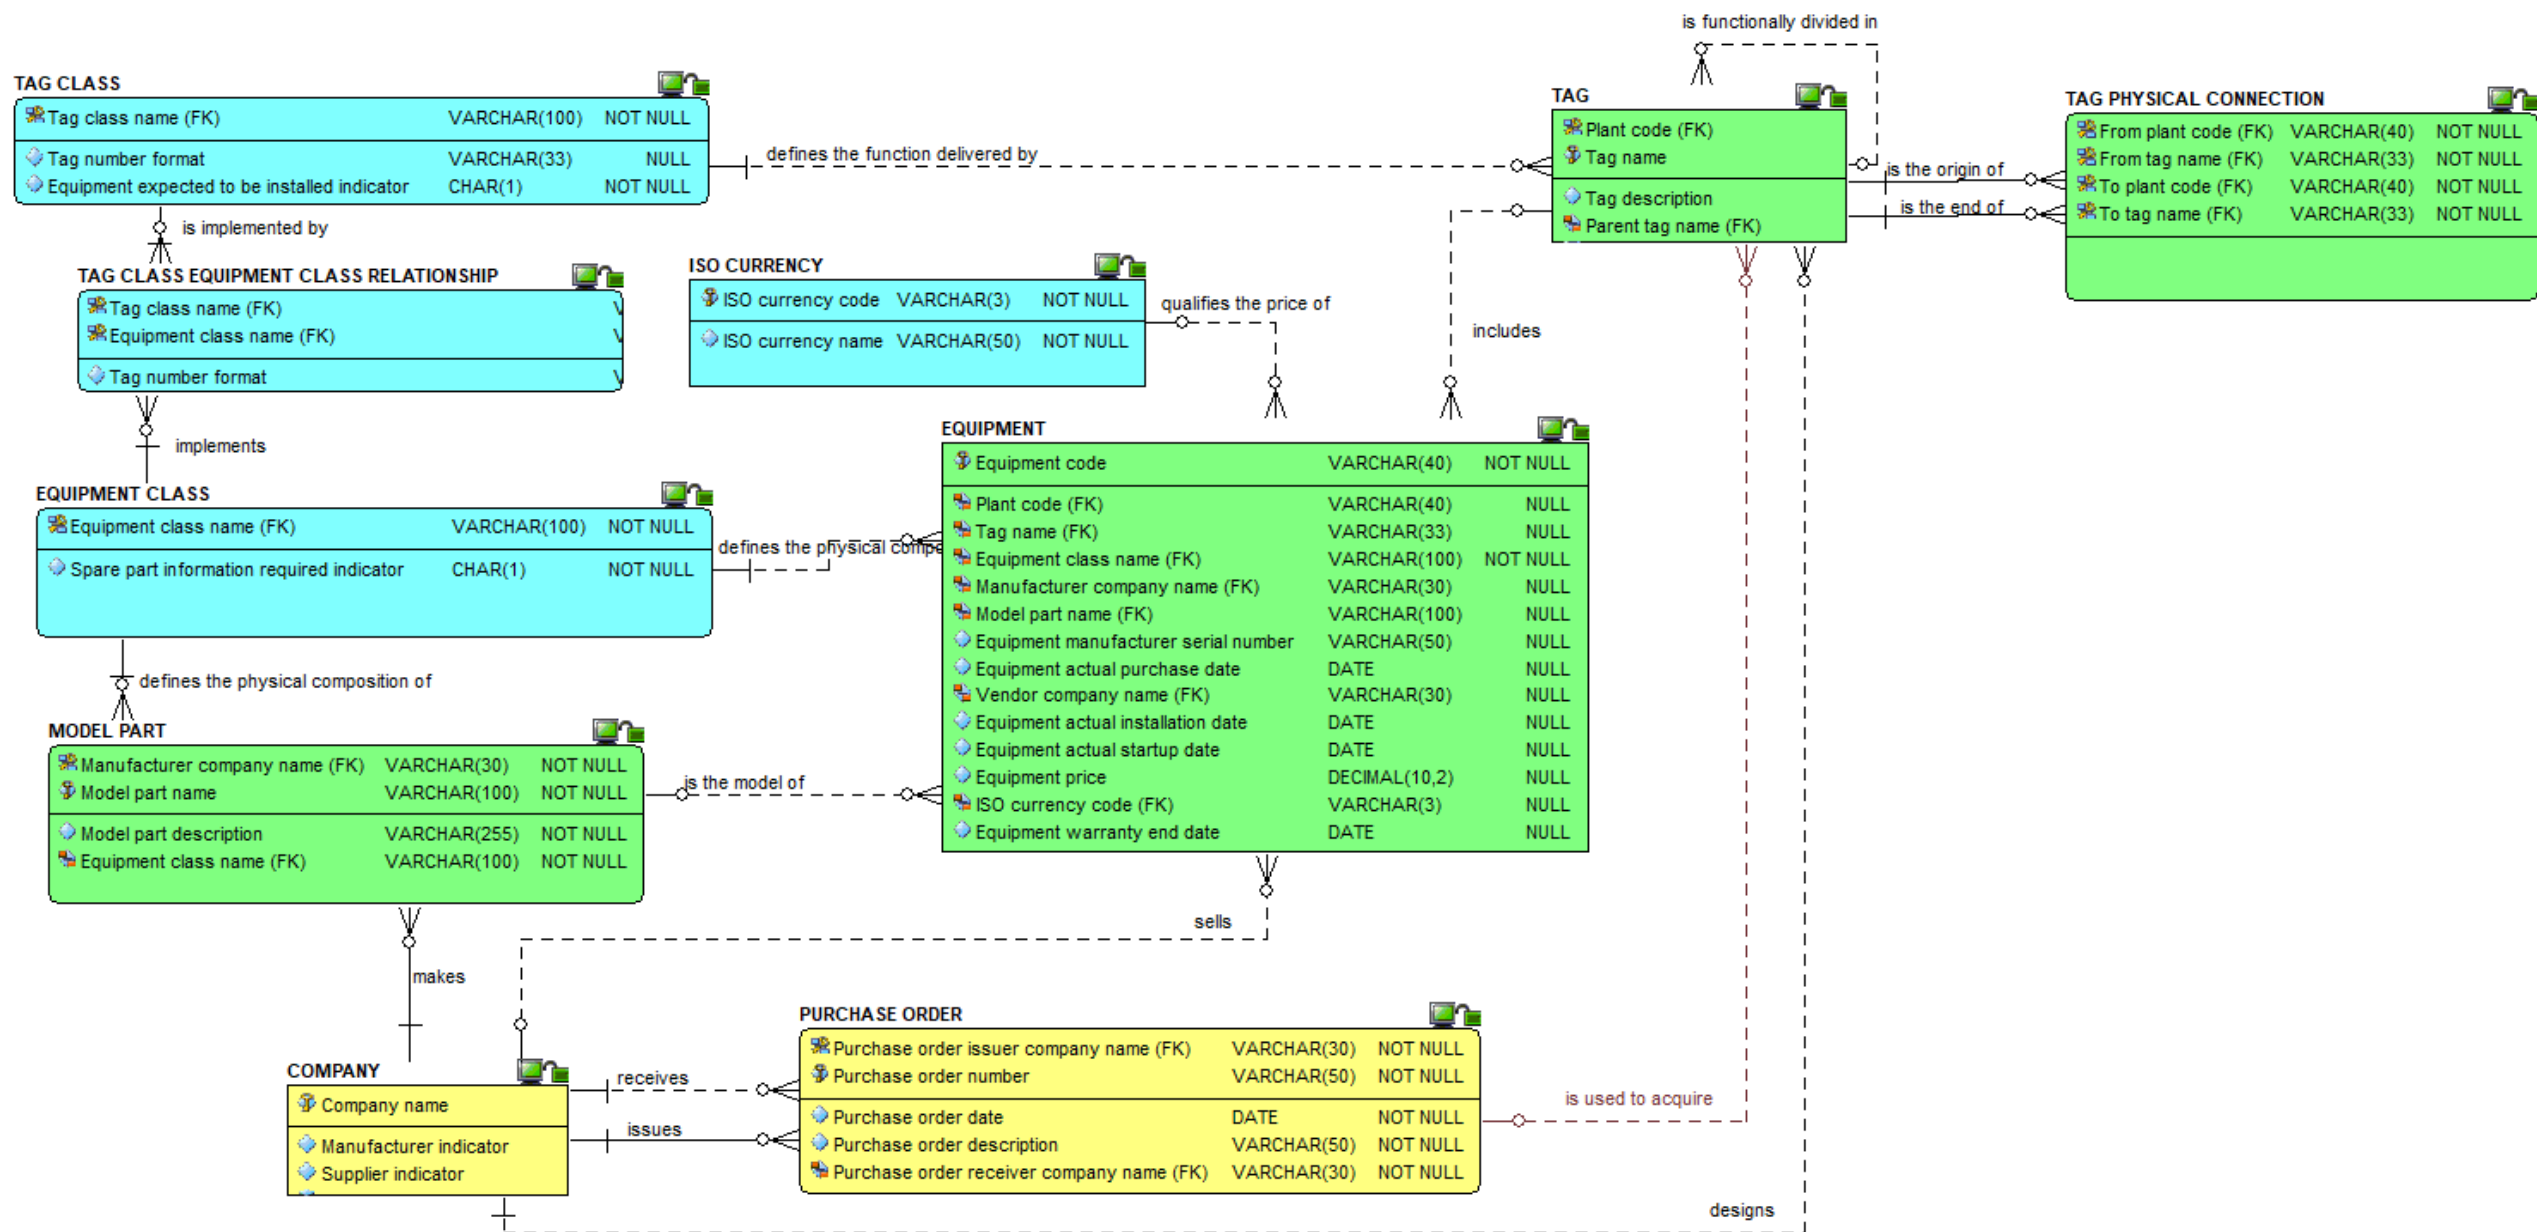 is functionally divided in
TAG CLASS
Tag class name (FK) VARCHAR(100) NOT NULL
Tag number format VARCHAR(33) NULL
Equipment expected to be installed indicator CHAR(1) NOT NULL
defines the function delivered by
TAG
Plant code (FK)
Tag name
Tag description
Parent tag name (FK)
is the origin of
is the end of
TAG PHYSICAL CONNECTION
From plant code (FK) VARCHAR(40) NOT NULL
From tag name (FK) VARCHAR(33) NOT NULL
To plant code (FK) VARCHAR(40) NOT NULL
To tag name (FK) VARCHAR(33) NOT NULL
is implemented by
TAG CLASS EQUIPMENT CLASS RELATIONSHIP
Tag class name (FK)
Equipment class name (FK)
Tag number format
ISO CURRENCY
ISO currency code VARCHAR(3) NOT NULL
ISO currency name VARCHAR(50) NOT NULL
qualifies the price of
includes
implements
EQUIPMENT CLASS
Equipment class name (FK) VARCHAR(100) NOT NULL
Spare part information required indicator CHAR(1) NOT NULL
defines the physical compo
EQUIPMENT
Equipment code VARCHAR(40) NOT NULL
Plant code (FK) VARCHAR(40) NULL
Tag name (FK) VARCHAR(33) NULL
Equipment class name (FK) VARCHAR(100) NOT NULL
Manufacturer company name (FK) VARCHAR(30) NULL
Model part name (FK) VARCHAR(100) NULL
Equipment manufacturer serial number VARCHAR(50) NULL
Equipment actual purchase date DATE NULL
Vendor company name (FK) VARCHAR(30) NULL
Equipment actual installation date DATE NULL
Equipment actual startup date DATE NULL
Equipment price DECIMAL(10,2) NULL
ISO currency code (FK) VARCHAR(3) NULL
Equipment warranty end date DATE NULL
defines the physical composition of
MODEL PART
Manufacturer company name (FK) VARCHAR(30) NOT NULL
Model part name VARCHAR(100) NOT NULL
Model part description VARCHAR(255) NOT NULL
Equipment class name (FK) VARCHAR(100) NOT NULL
is the model of
sells
makes
COMPANY
Company name
Manufacturer indicator
Supplier indicator
receives
issues
PURCHASE ORDER
Purchase order issuer company name (FK) VARCHAR(30) NOT NULL
Purchase order number VARCHAR(50) NOT NULL
Purchase order date DATE NOT NULL
Purchase order description VARCHAR(50) NOT NULL
Purchase order receiver company name (FK) VARCHAR(30) NOT NULL
is used to acquire
designs